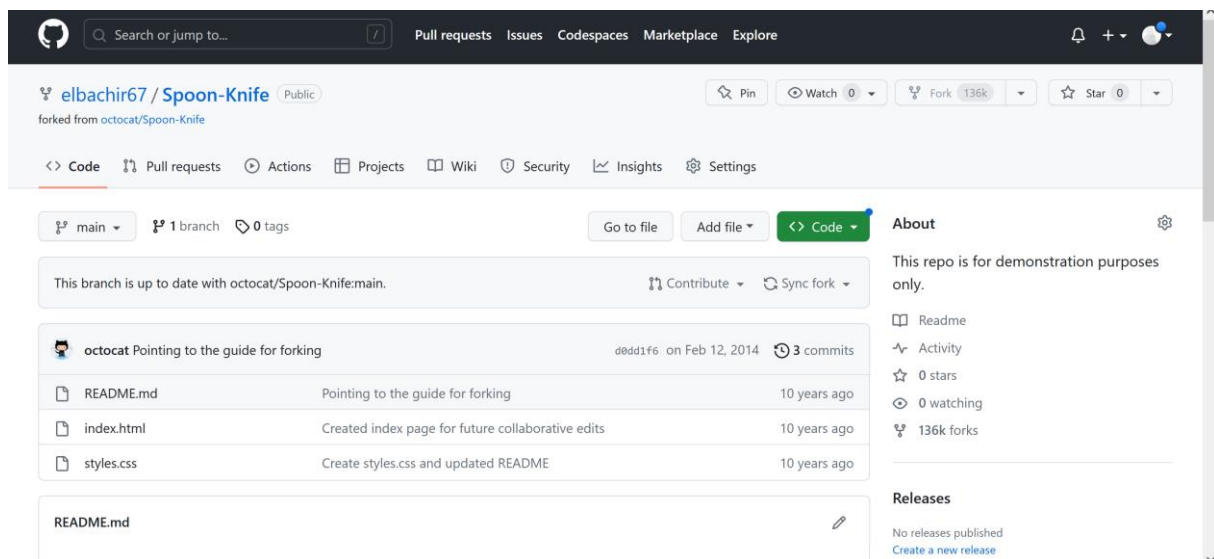 Search or jump to... /
Pull requests Issues Codespaces Marketplace Explore
elbachir67 / Spoon-Knife Public
Pin Watch 0 Fork 136k Star 0
forked from octocat/Spoon-Knife
<> Code Pull requests Actions Projects Wiki Security Insights Settings
main 1 branch 0 tags Go to file Add file <> Code
This branch is up to date with octocat/Spoon-Knife:main. Contribute Sync fork
octocat Pointing to the guide for forking d0dd1f6 on Feb 12, 2014 3 commits
README.md Pointing to the guide for forking 10 years ago
index.html Created index page for future collaborative edits 10 years ago
styles.css Create styles.css and updated README 10 years ago
README.md
About
This repo is for demonstration purposes
only.
Readme
Activity
0 stars
0 watching
136k forks
Releases
No releases published
Create a new release